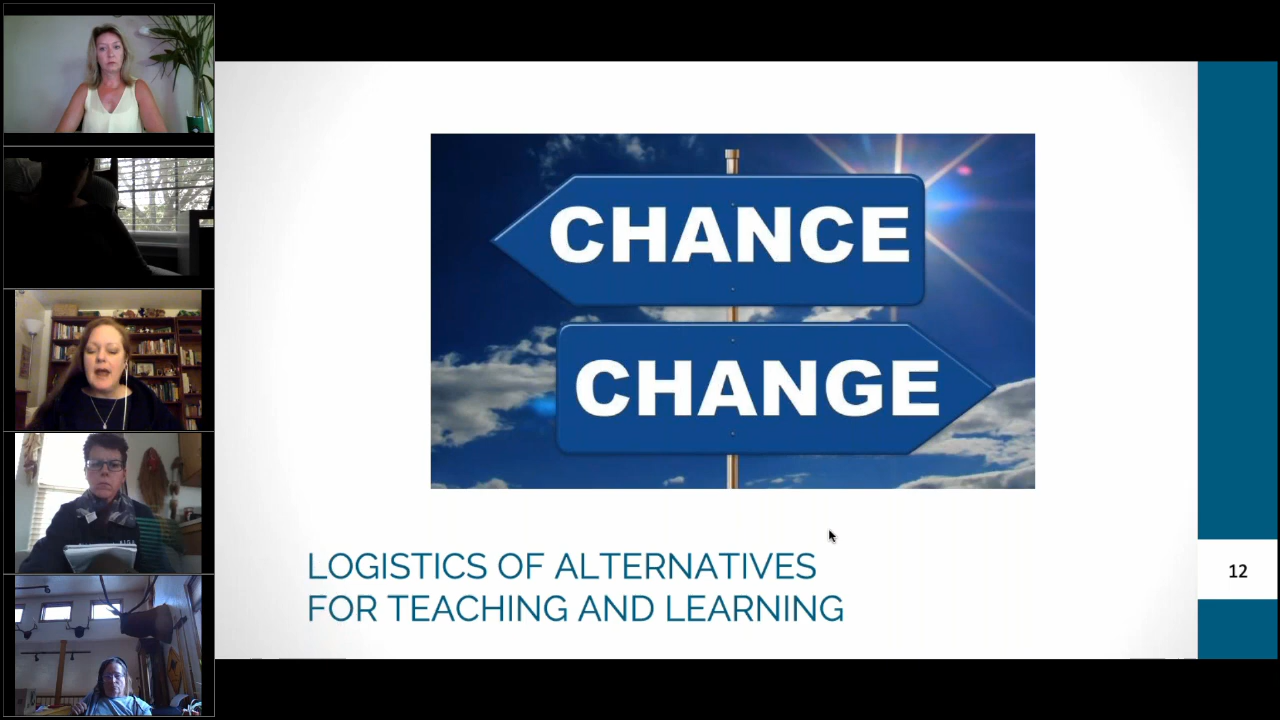 CHANCE
CHANGE
LOGISTICS OF ALTERNATIVES
FOR TEACHING AND LEARNING
12